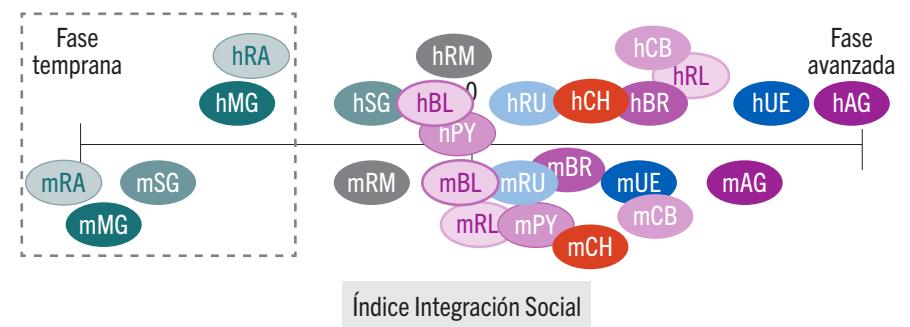 Fase
temprana
Fase
avanzada
hRA
hRM
hCB
hRL
hMG
hSG
hBL
0
hRU
hCH
hBR
hUE
hAG
hPY
mRA
mSG
mRM
mBL
mRU
mBR
mUE
mAG
mMG
mRL
mPY
mCB
mCH
Índice Integración Social